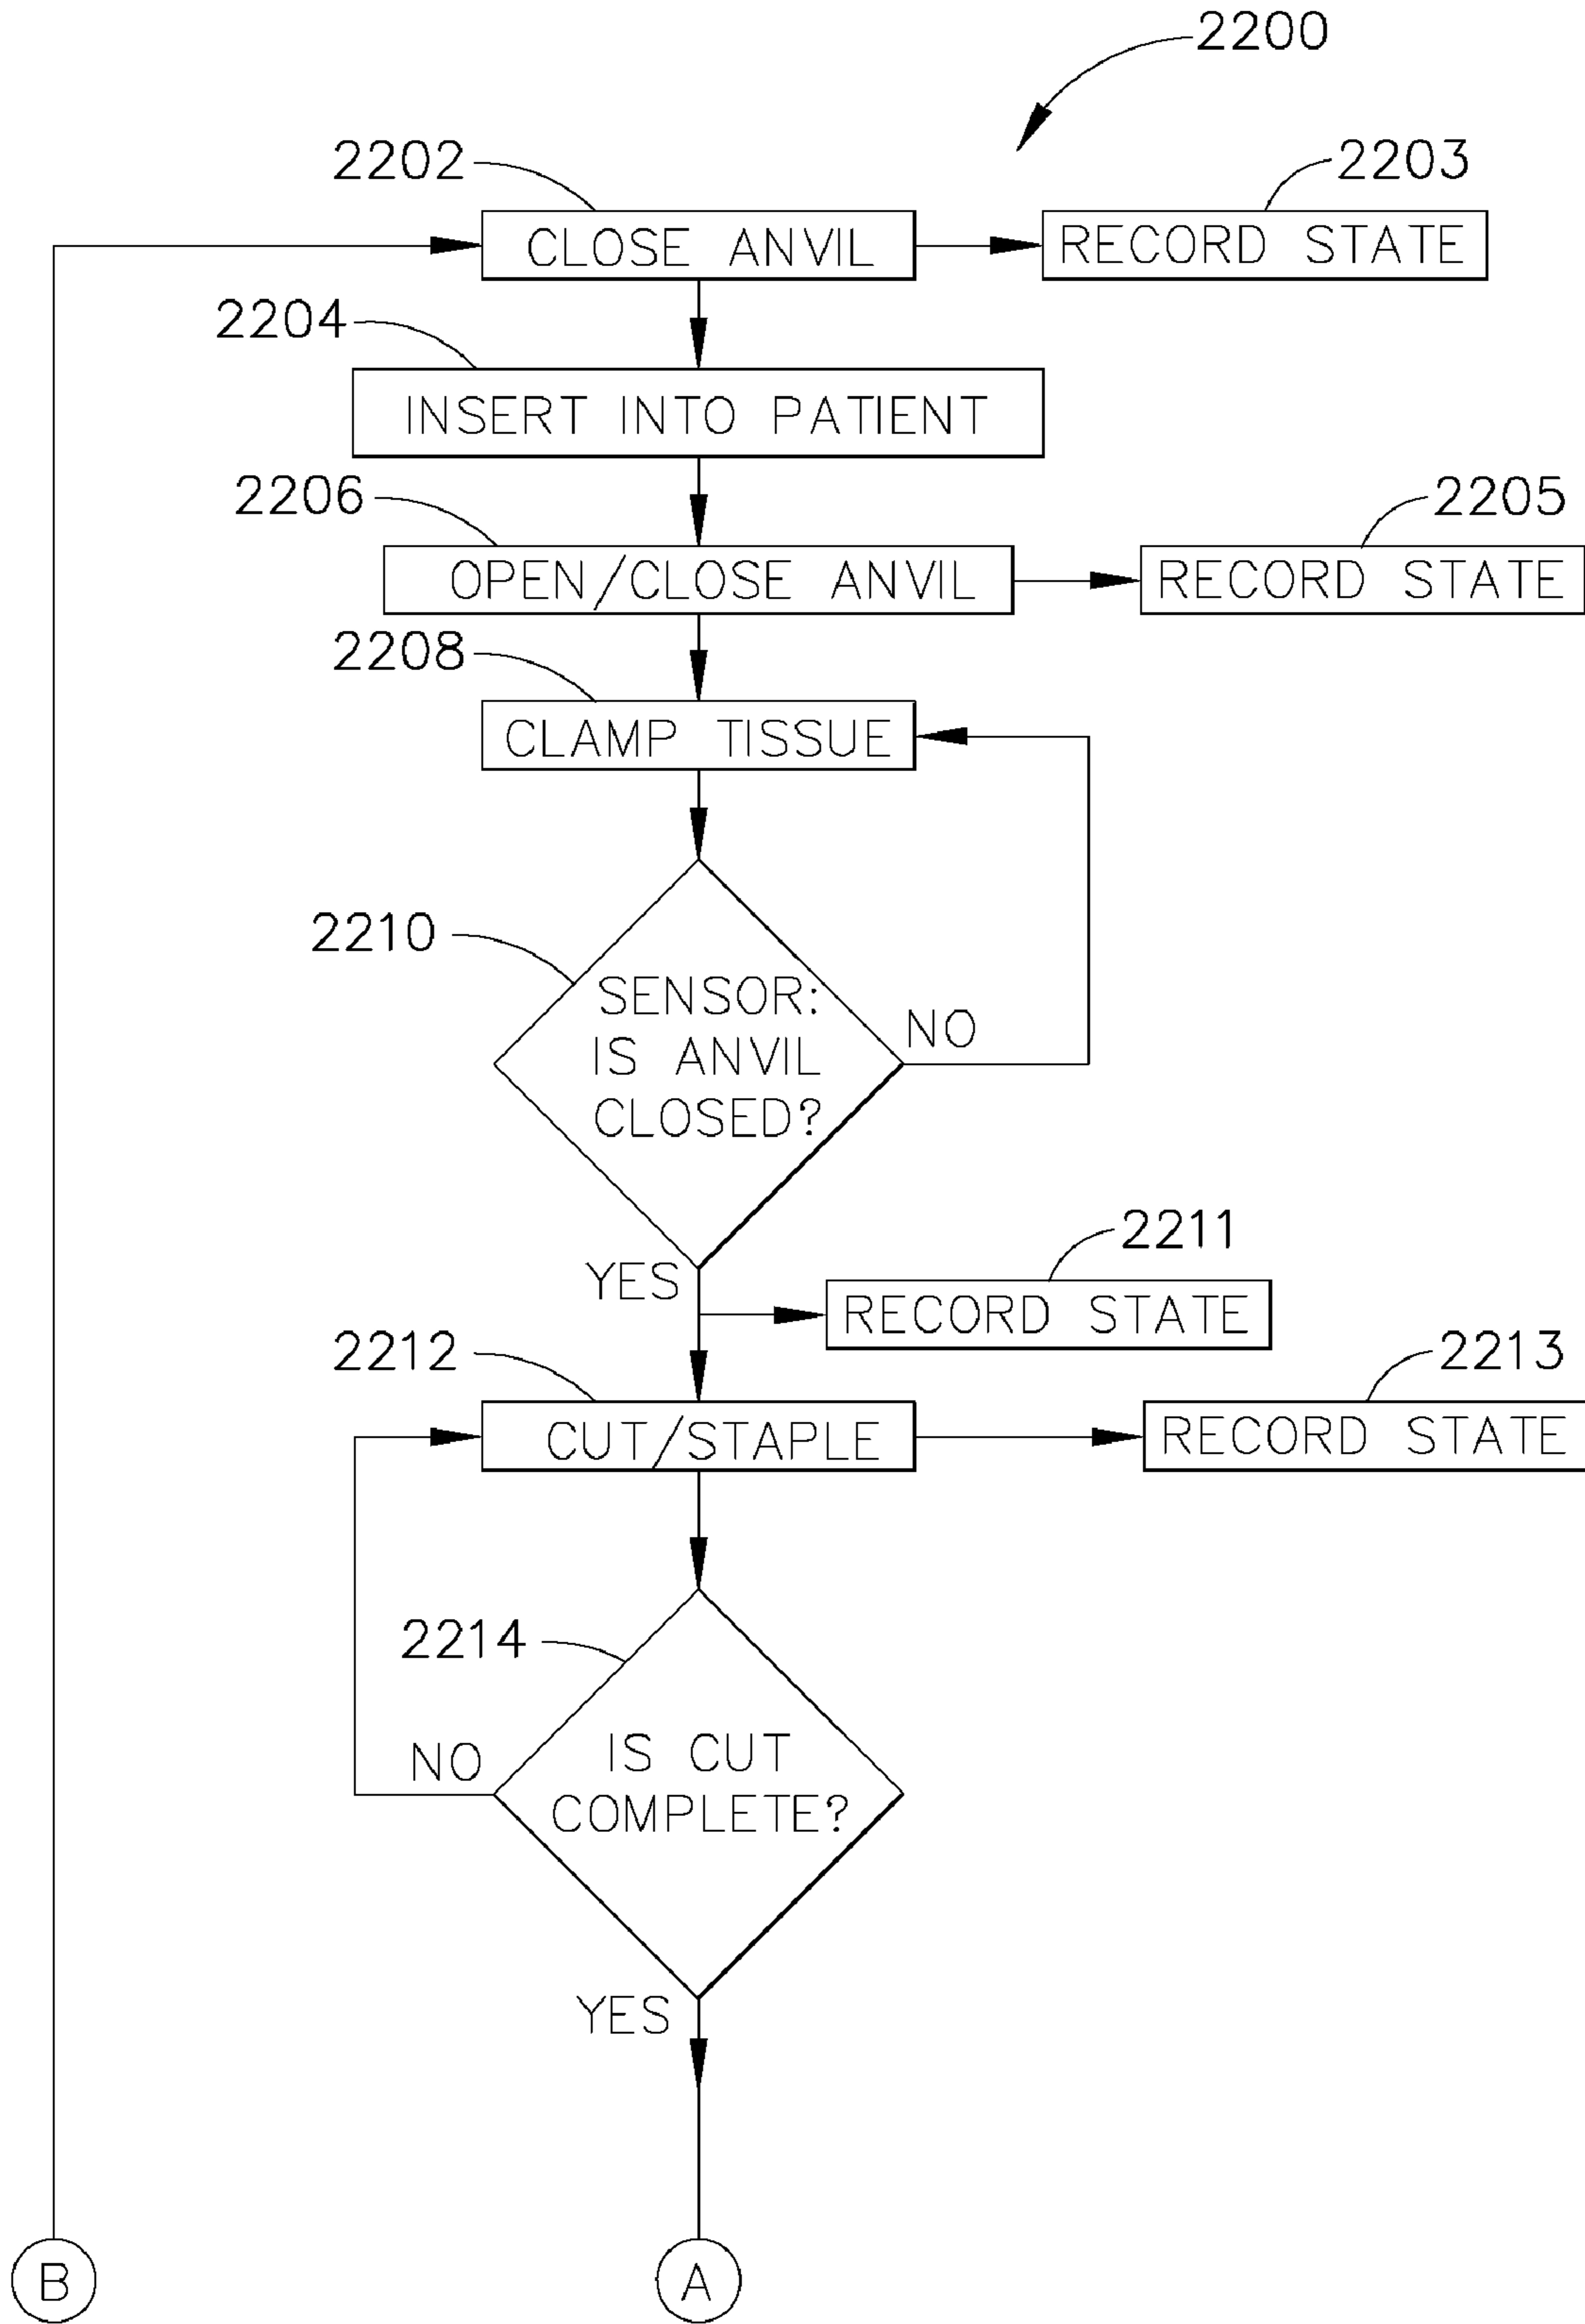 2200
2202
2203
CLOSE ANVIL
RECORD STATE
2204
INSERT INTO PATIENT
2206
2205
OPEN/CLOSE ANVIL
RECORD STATE
2208
CLAMP TISSUE
2210
SENSOR:
IS ANVIL
CLOSED?
NO
YES
2211
RECORD STATE
2212
2213
CUT/STAPLE
RECORD STATE
2214
IS CUT
COMPLETE?
NO
YES
B
A